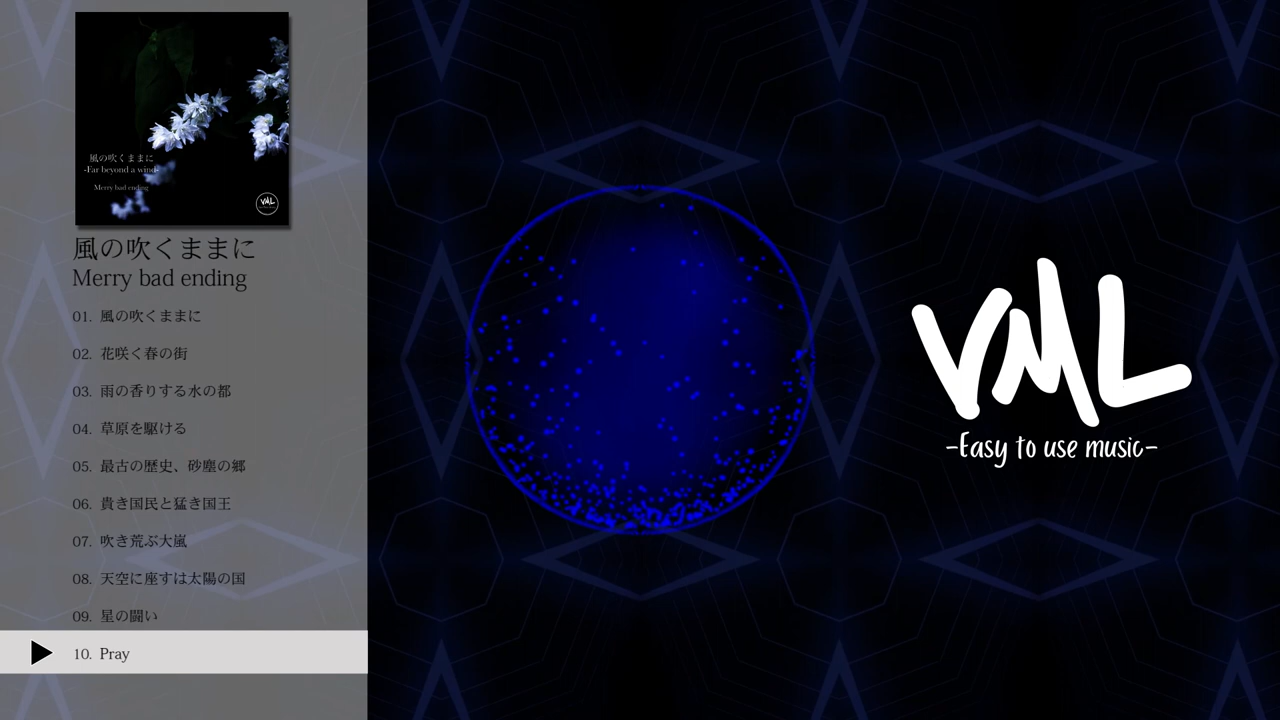 風の吹くままに
-Far beyond a wind-
Merry bad ending
VML
風の吹くままに
Merry bad ending
01. 風の吹くままに
02. 花咲く春の街
03. 雨の香りする水の都
04. 草原を駆ける
05. 最古の歴史、砂塵の郷
06. 貴き国民と猛き国王
07. 吹き荒ぶ大嵐
08. 天空に座すは太陽の国
09. 星の闘い
10. Pray
VML
-Easy to use music-